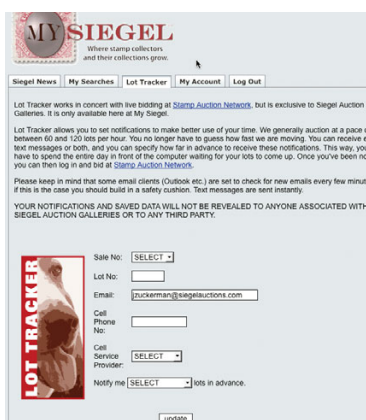 MY SIEGEL
Where stamp collectors
and their collections grow.
Siegel News My Searches Lot Tracker My Account Log Out
Lot Tracker works in concert with live bidding at Stamp Auction Network, but is exclusive to Siegel Auction
Galleries. It is only available here at My Siegel.
Lot Tracker allows you to set notifications to make better use of your time. We generally auction at a pace
between 60 and 120 lots per hour. You no longer have to guess how fast we are moving. You can receive
text messages or both, and you can specify how far in advance to receive these notifications. This way, you
have to spend the entire day in front of the computer waiting for your lots to come up. Once you've been
you can then log in and bid at Stamp Auction Network.
Please keep in mind that some email clients (Outlook etc.) are set to check for new emails every few
if this is the case you should build in a safety cushion. Text messages are sent instantly.
YOUR NOTIFICATIONS AND SAVED DATA WILL NOT BE REVEALED TO ANYONE ASSOCIATED WITH
SIEGEL AUCTION GALLERIES OR TO ANY THIRD PARTY.
LOT TRACKER
Sale No: SELECT
Lot No:
Email: jzuckerman@siegelauctions.com
Cell
Phone
No:
Cell
Service
Provider: SELECT
Notify me SELECT lots in advance.
update